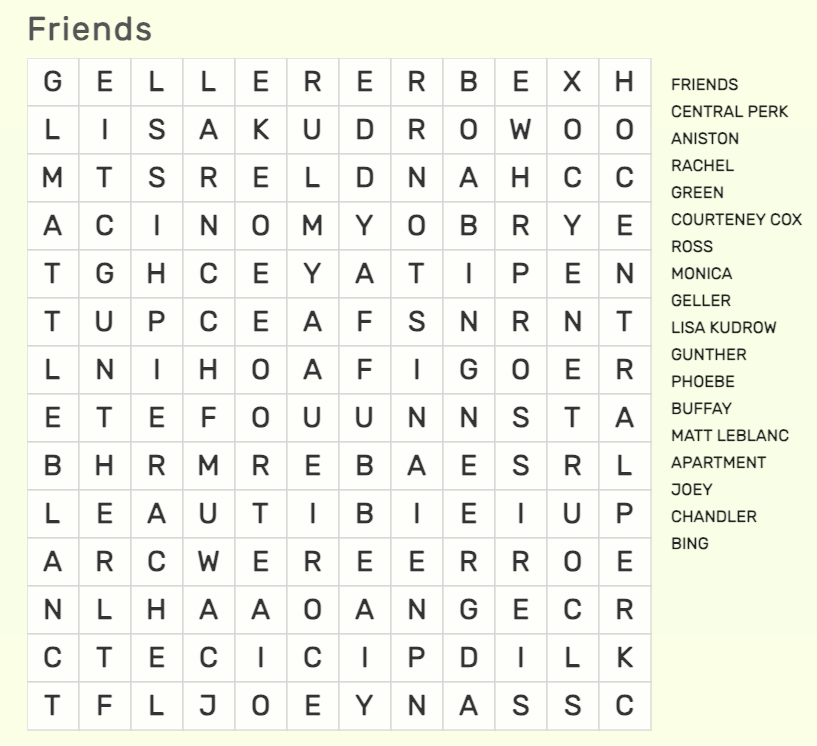 Friends
G E L L E R E R B E X H
L I S A K U D R O W O O
M T S R E L D N A H C C
A C I N O M Y O B R Y E
T G H C E Y A T I P E N
T U P C E A F S N R N T
L N I H O A F I G O E R
E T E F O U U N N S T A
B H R M R E B A E S R L
L E A U T I B I E I U P
A R C W E R E E R R O E
N L H A A O A N G E C R
C T E C I C I P D I L K
T F L J O E Y N A S S C
FRIENDS
CENTRAL PERK
ANISTON
RACHEL
GREEN
COURTENEY COX
ROSS
MONICA
GELLER
LISA KUDROW
GUNTHER
PHOEBE
BUFFAY
MATT LEBLANC
APARTMENT
JOEY
CHANDLER
BING